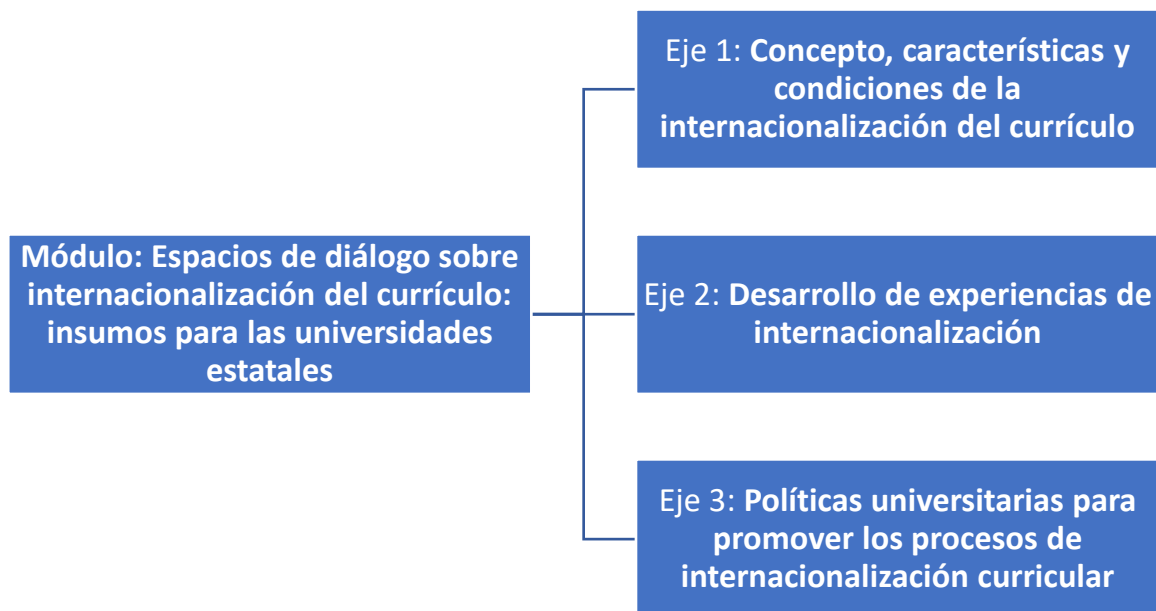 Módulo: Espacios de diálogo sobre
internacionalización del currículo:
insumos para las universidades
estatales
Eje 1: Concepto, características y
condiciones de la
internacionalización del currículo
Eje 2: Desarrollo de experiencias de
internacionalización
Eje 3: Políticas universitarias para
promover los procesos de
internacionalización curricular